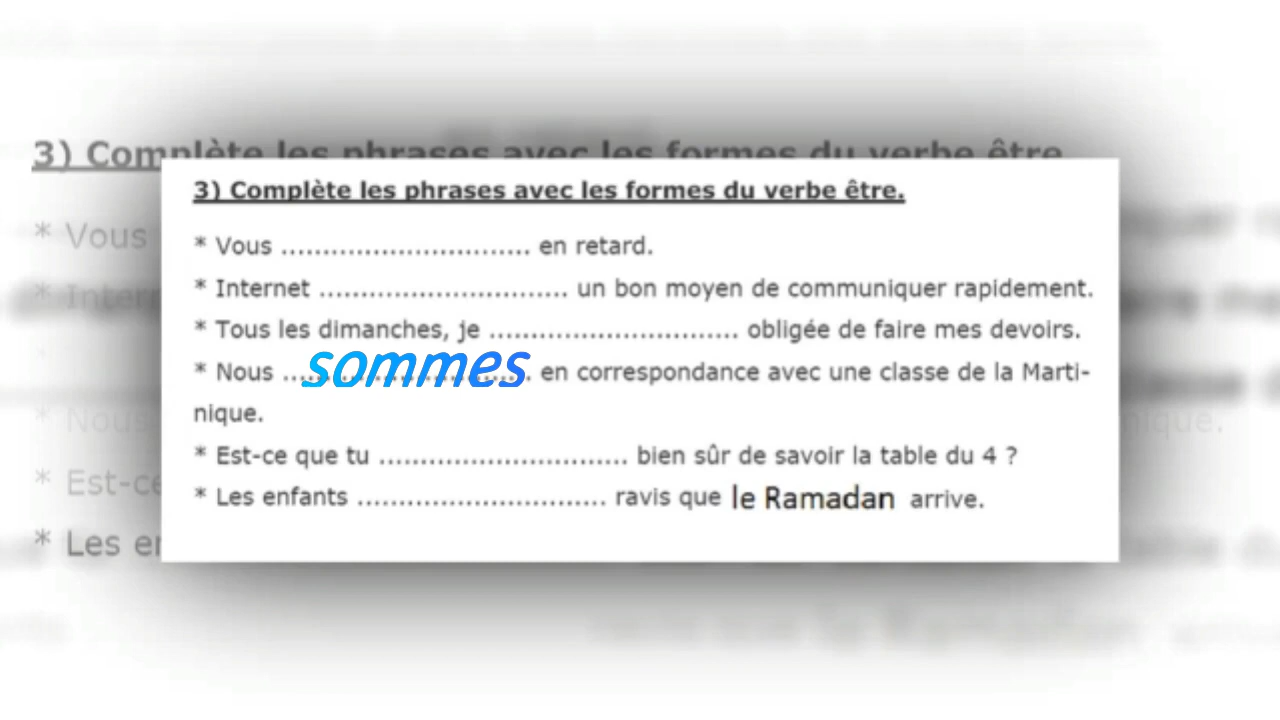 3) Complète les phrases avec les formes du verbe être.
* Vous .............................. en retard.
* Internet .............................. un bon moyen de communiquer rapidement.
* Tous les dimanches, je .............................. obligée de faire mes devoirs.
* Nous ... sommes . en correspondance avec une classe de la Marti-
nique.
* Est-ce que tu .............................. bien sûr de savoir la table du 4 ?
* Les enfants .............................. ravis que le Ramadan arrive.